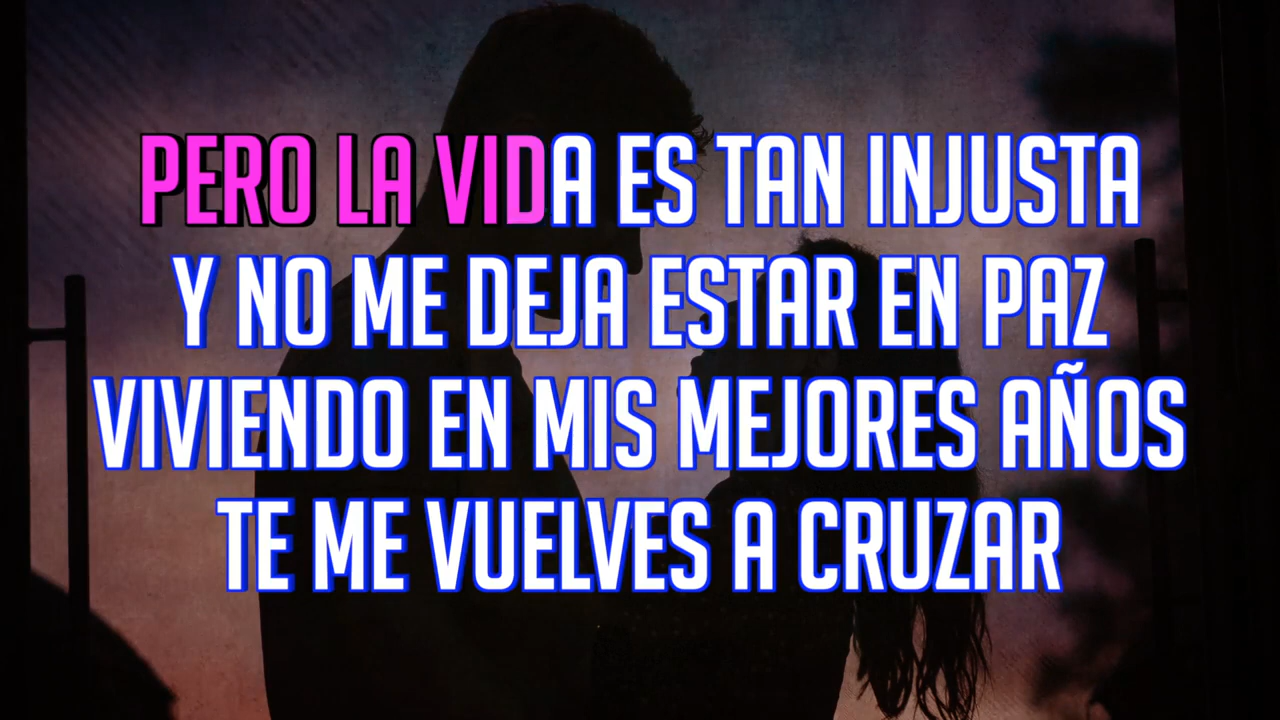 PERO LA VIDA ES TAN INJUSTA
Y NO ME DEJA ESTAR EN PAZ
VIVIENDO EN MIS MEJORES AÑOS
TE ME VUELVES A CRUZAR